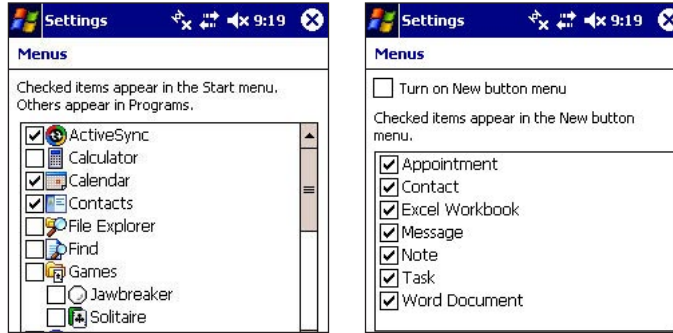 Settings 9:19
Menus
Checked items appear in the Start menu.
Others appear in Programs.
ActiveSync
Calculator
Calendar
Contacts
File Explorer
Find
Games
Jawbreaker
Solitaire
Settings 9:19
Menus
Turn on New button menu
Checked items appear in the New button
menu.
Appointment
Contact
Excel Workbook
Message
Note
Task
Word Document